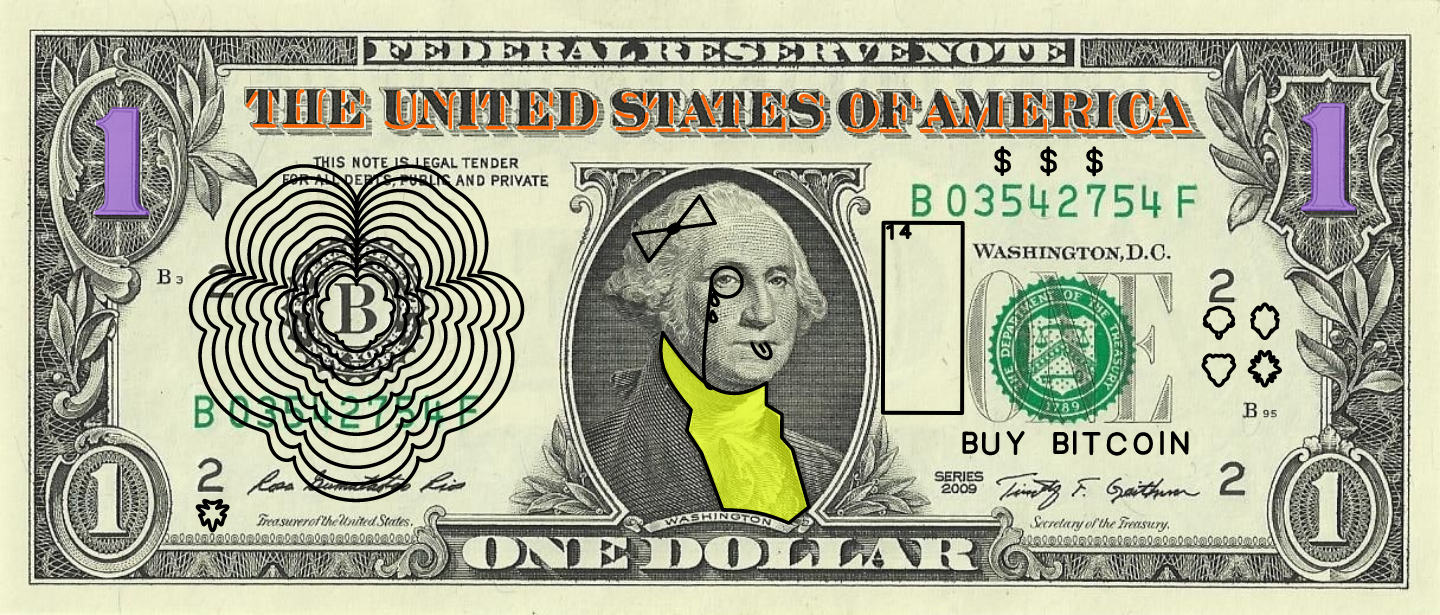 FEDERAL RESERVE NOTE
THE UNITED STATES OF AMERICA
1
1
THIS NOTE IS LEGAL TENDER
FOR ALL DEBTS, PUBLIC AND PRIVATE
$ $ $
B 03542754 F
14
WASHINGTON, D.C.
B 3
2
B
ONE
THE DEPARTMENT OF THE TREASURY
1789
2
B 03542754 F
B 95
BUY BITCOIN
2
SERIES
2009
2
Rosa Gumataotao Rios
Timothy F. Geithner
Treasurer of the United States.
WASHINGTON
Secretary of the Treasury.
1
ONE DOLLAR
1